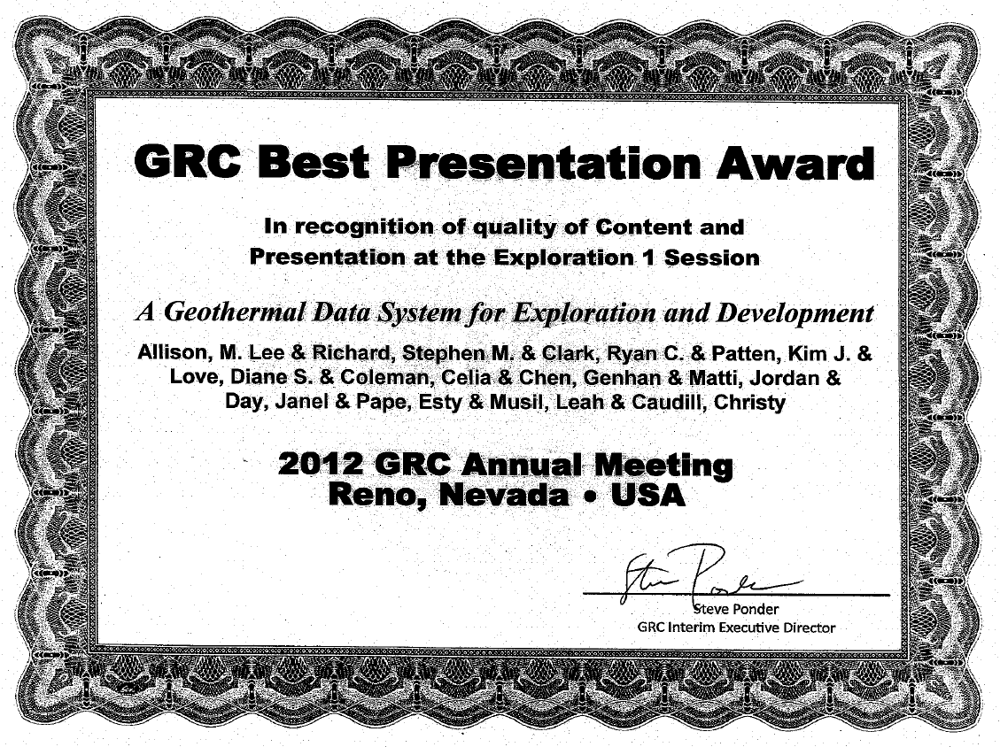 GRC Best Presentation Award
In recognition of quality of Content and
Presentation at the Exploration 1 Session
A Geothermal Data System for Exploration and Development
Allison, M. Lee & Richard, Stephen M. & Clark, Ryan C. & Patten, Kim J. &
Love, Diane S. & Coleman, Celia & Chen, Genhan & Matti, Jordan &
Day, Janel & Pape, Esty & Musil, Leah & Caudill, Christy
2012 GRC Annual Meeting
Reno, Nevada • USA
Steve Ponder
Steve Ponder
GRC Interim Executive Director